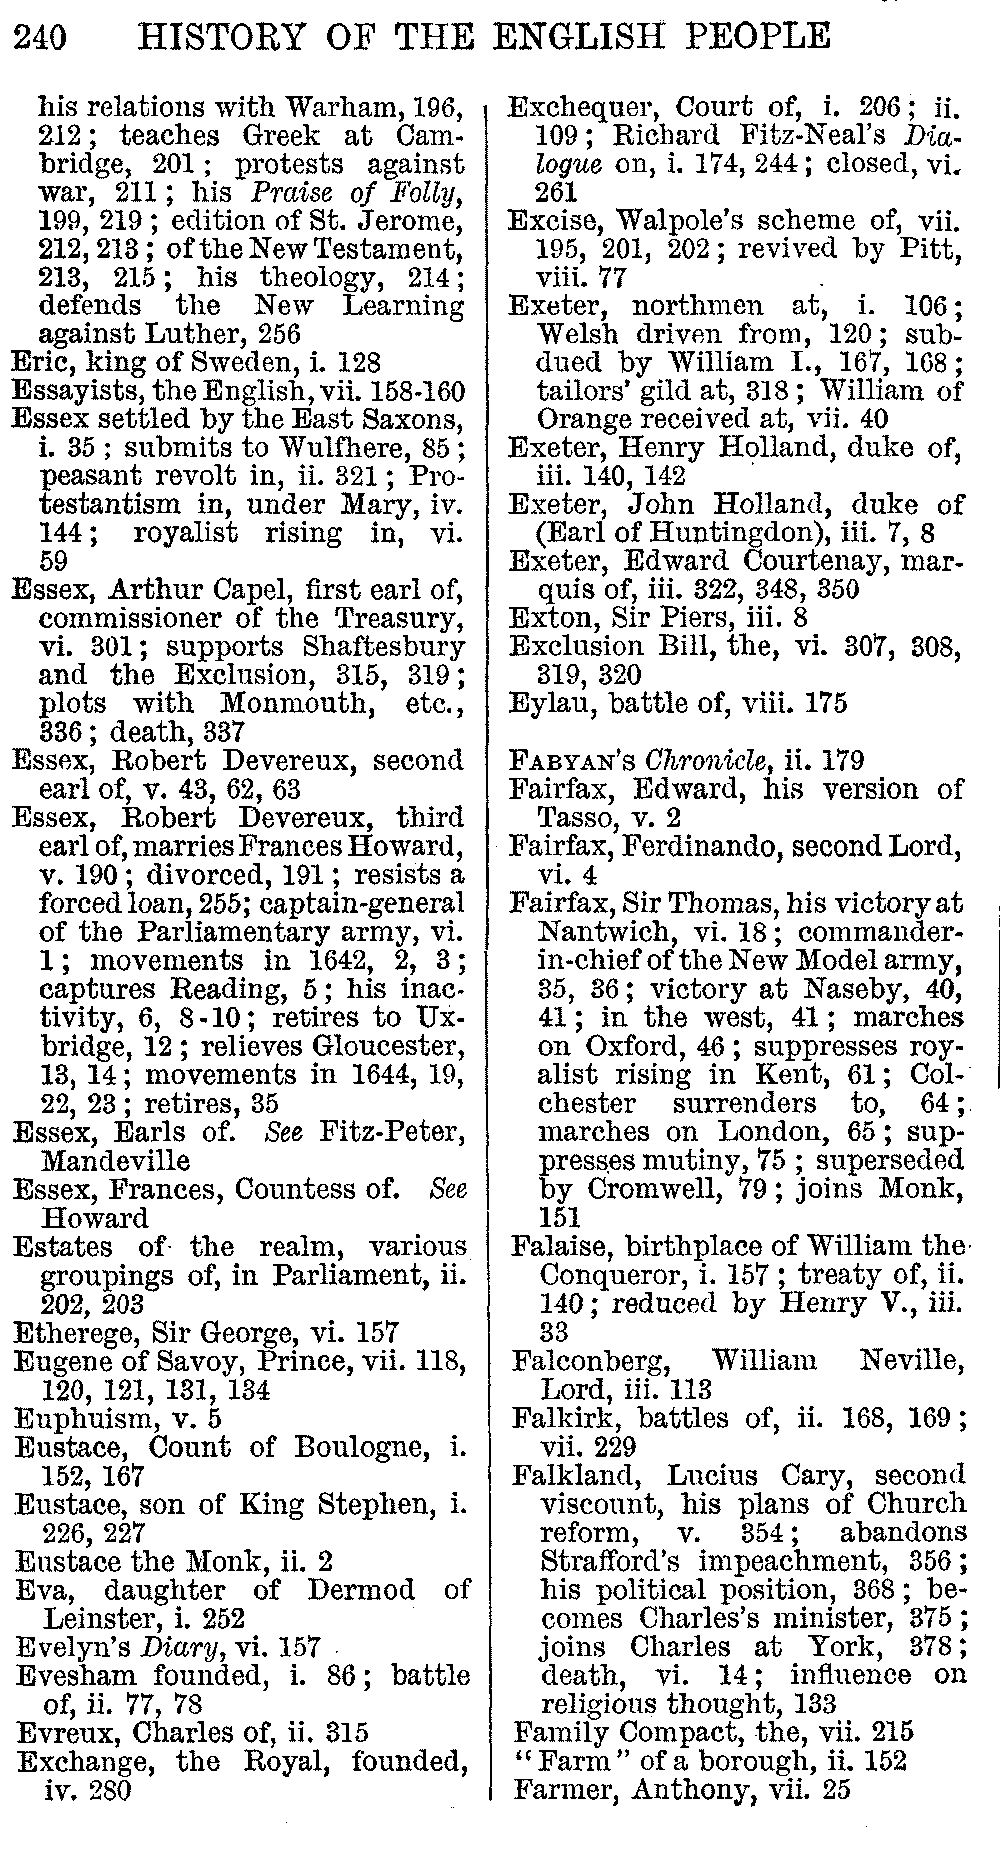 240 HISTORY OF THE ENGLISH PEOPLE
his relations with Warham, 196,
212; teaches Greek at Cam-
bridge, 201; protests against
war, 211; his Praise of Folly,
199, 219; edition of St. Jerome,
212, 213; of the New Testament,
213, 215; his theology, 214;
defends the New Learning
against Luther, 256
Eric, king of Sweden, i. 128
Essayists, the English, vii. 158-160
Essex settled by the East Saxons,
i. 35; submits to Wulfhere, 85;
peasant revolt in, ii. 321; Pro-
testantism in, under Mary, iv.
144; royalist rising in, vi.
59
Essex, Arthur Capel, first earl of,
commissioner of the Treasury,
vi. 301; supports Shaftesbury
and the Exclusion, 315, 319;
plots with Monmouth, etc.,
336; death, 337
Essex, Robert Devereux, second
earl of, v. 43, 62, 63
Essex, Robert Devereux, third
earl of, marries Frances Howard,
v. 190; divorced, 191; resists a
forced loan, 255; captain-general
of the Parliamentary army, vi.
1; movements in 1642, 2, 3;
captures Reading, 5; his inac-
tivity, 6, 8-10; retires to Ux-
bridge, 12; relieves Gloucester,
13, 14; movements in 1644, 19,
22, 23; retires, 35
Essex, Earls of. See Fitz-Peter,
Mandeville
Essex, Frances, Countess of. See
Howard
Estates of the realm, various
groupings of, in Parliament, ii.
202, 203
Etherege, Sir George, vi. 157
Eugene of Savoy, Prince, vii. 118,
120, 121, 131, 134
Euphuism, v. 5
Eustace, Count of Boulogne, i.
152, 167
Eustace, son of King Stephen, i.
226, 227
Eustace the Monk, ii. 2
Eva, daughter of Dermod of
Leinster, i. 252
Evelyn's Diary, vi. 157
Evesham founded, i. 86; battle
of, ii. 77, 78
Evreux, Charles of, ii. 315
Exchange, the Royal, founded,
iv. 280
Exchequer, Court of, i. 206; ii.
109; Richard Fitz-Neal's Dia-
logue on, i. 174, 244; closed, vi.
261
Excise, Walpole's scheme of, vii.
195, 201, 202; revived by Pitt,
viii. 77
Exeter, northmen at, i. 106;
Welsh driven from, 120; sub-
dued by William I., 167, 168;
tailors' gild at, 318; William of
Orange received at, vii. 40
Exeter, Henry Holland, duke of,
iii. 140, 142
Exeter, John Holland, duke of
(Earl of Huntingdon), iii. 7, 8
Exeter, Edward Courtenay, mar-
quis of, iii. 322, 348, 350
Exton, Sir Piers, iii. 8
Exclusion Bill, the, vi. 307, 308,
319, 320
Eylau, battle of, viii. 175
FABYAN'S Chronicle, ii. 179
Fairfax, Edward, his version of
Tasso, v. 2
Fairfax, Ferdinando, second Lord,
vi. 4
Fairfax, Sir Thomas, his victory at
Nantwich, vi. 18; commander-
in-chief of the New Model army,
35, 36; victory at Naseby, 40,
41; in the west, 41; marches
on Oxford, 46; suppresses roy-
alist rising in Kent, 61; Col-
chester surrenders to, 64;
marches on London, 65; sup-
presses mutiny, 75; superseded
by Cromwell, 79; joins Monk,
151
Falaise, birthplace of William the
Conqueror, i. 157; treaty of, ii.
140; reduced by Henry V., iii.
33
Falconberg, William Neville,
Lord, iii. 113
Falkirk, battles of, ii. 168, 169;
vii. 229
Falkland, Lucius Cary, second
viscount, his plans of Church
reform, v. 354; abandons
Strafford's impeachment, 356;
his political position, 368; be-
comes Charles's minister, 375;
joins Charles at York, 378;
death, vi. 14; influence on
religious thought, 133
Family Compact, the, vii. 215
"Farm" of a borough, ii. 152
Farmer, Anthony, vii. 25